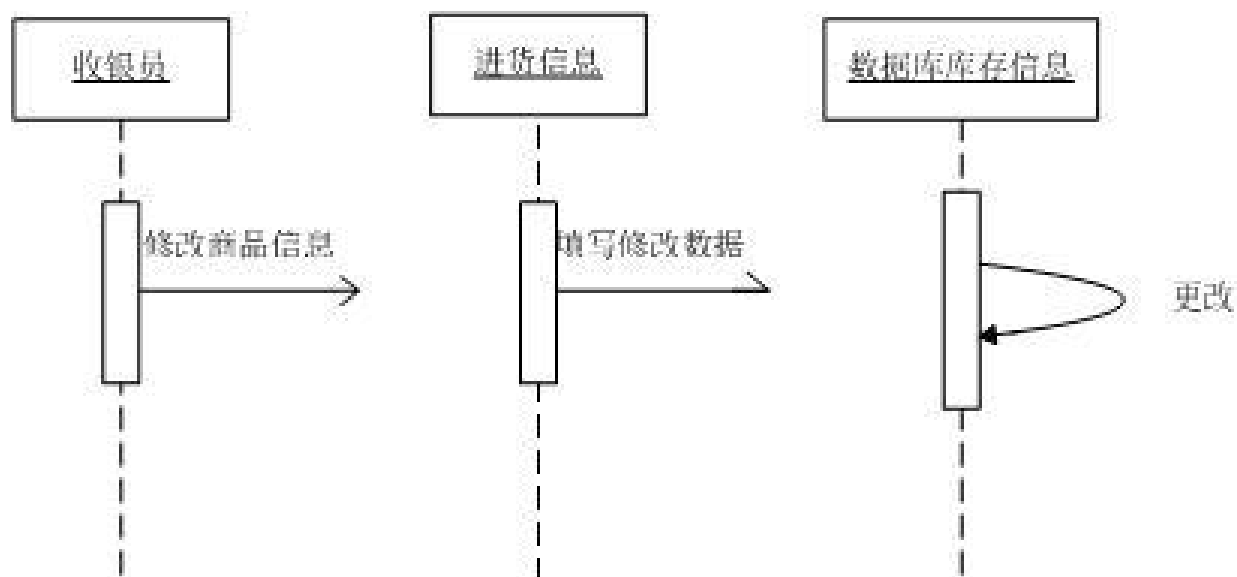 收银员
进货信息
数据库库存信息
修改商品信息
填写修改数据
更改